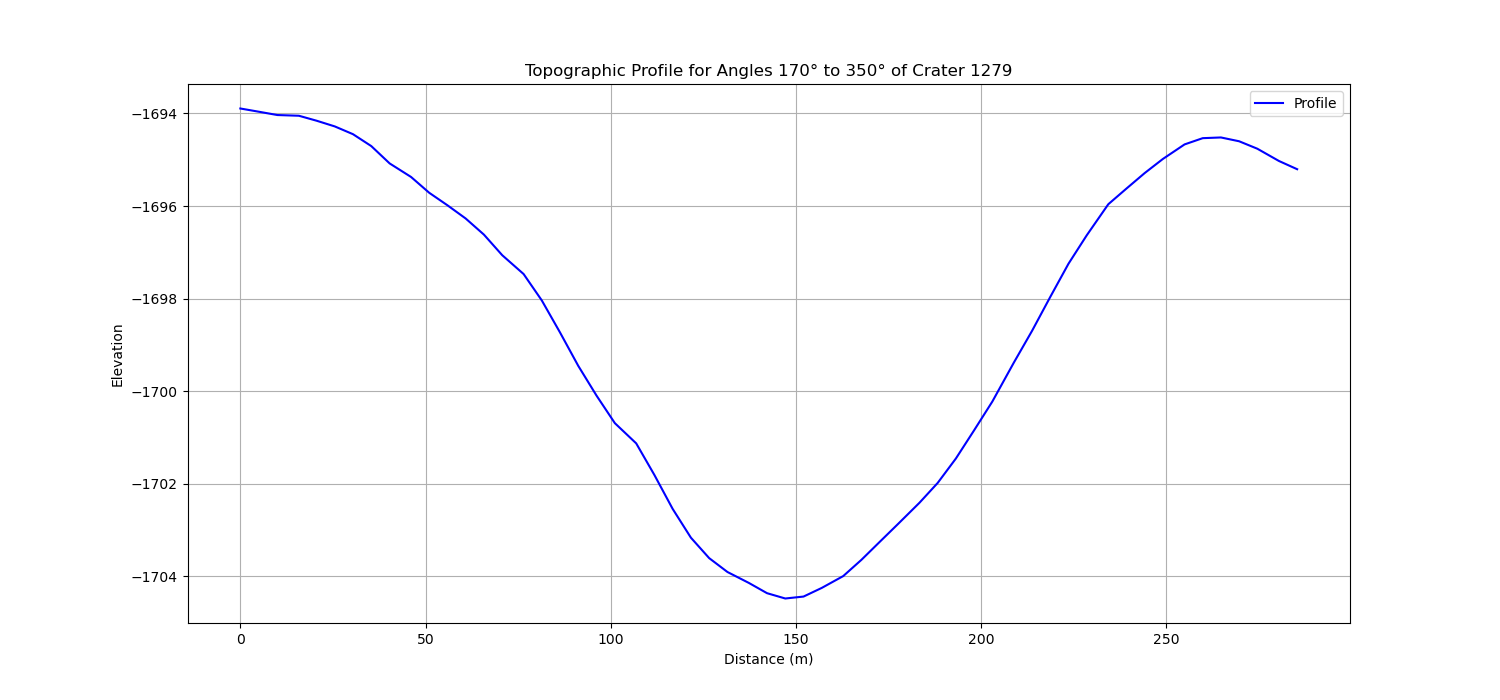 Topographic Profile for Angles 170° to 350° of Crater 1279
Profile
Elevation
−1694
−1696
−1698
−1700
−1702
−1704
0 50 100 150 200 250
Distance (m)